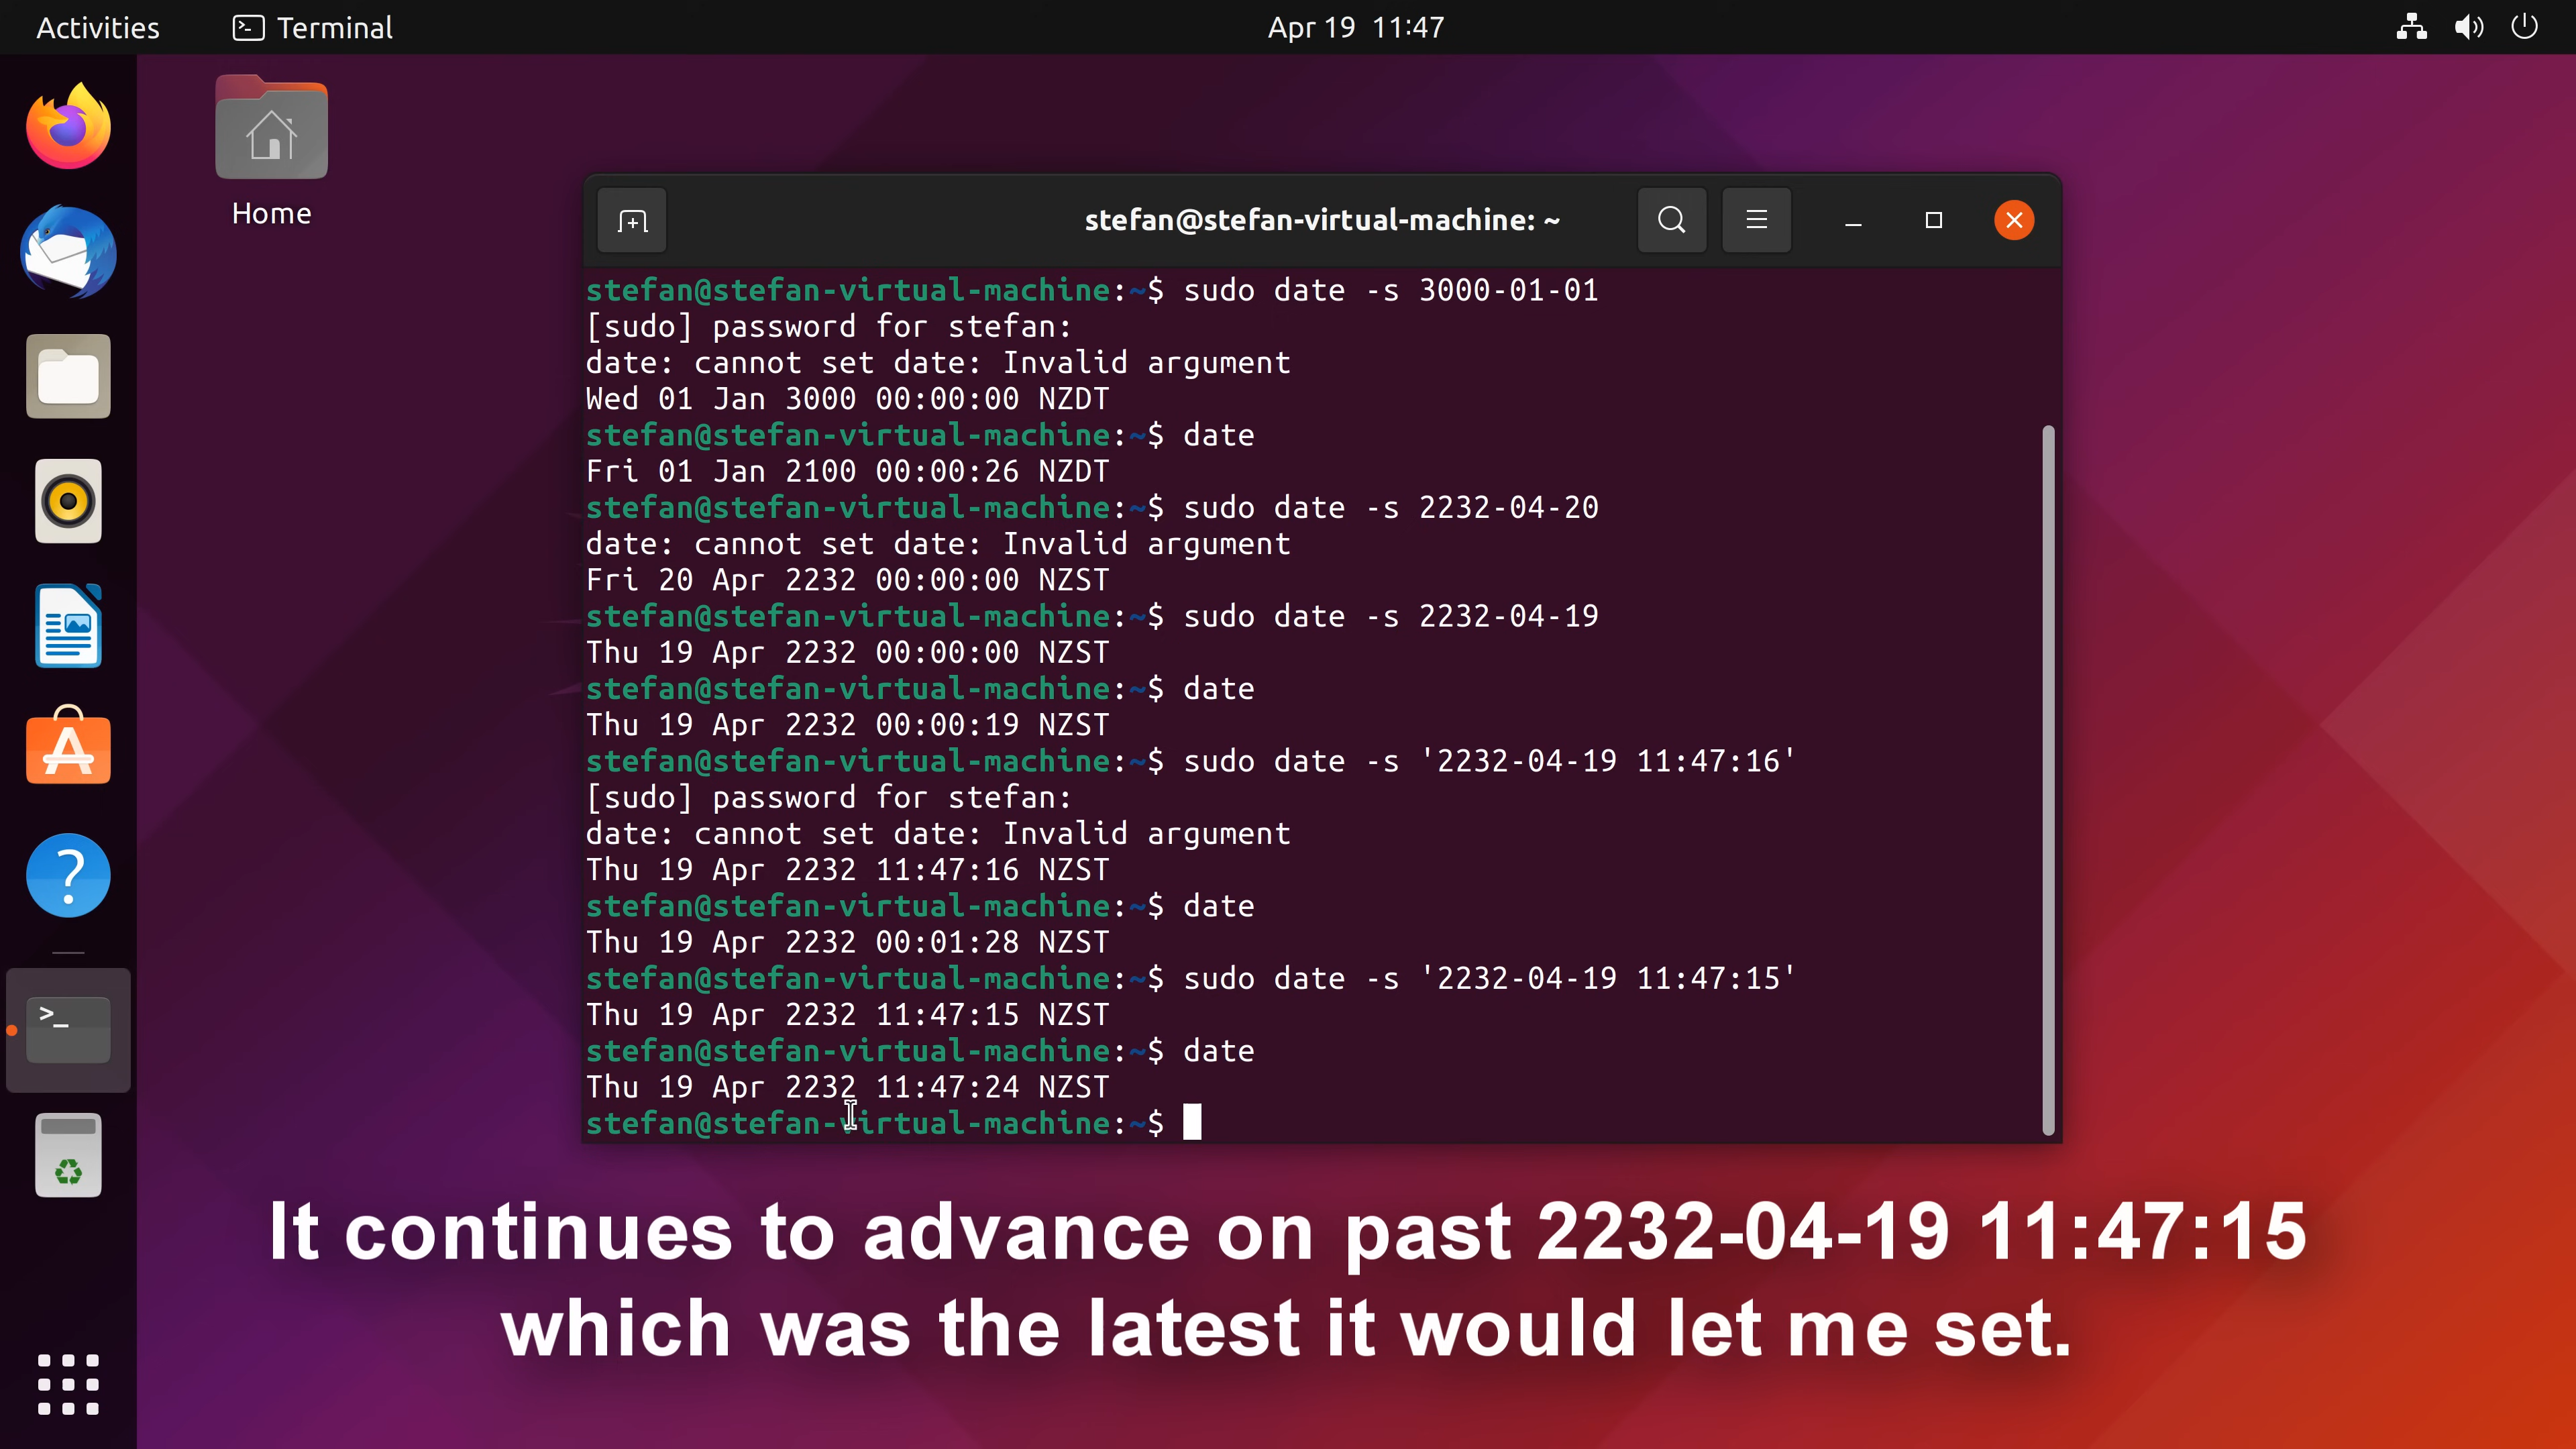 Activities
Terminal
Apr 19 11:47
Home
stefan@stefan-virtual-machine: ~
stefan@stefan-virtual-machine:~$ sudo date -s 3000-01-01
[sudo] password for stefan:
date: cannot set date: Invalid argument
Wed 01 Jan 3000 00:00:00 NZDT
stefan@stefan-virtual-machine:~$ date
Fri 01 Jan 2100 00:00:26 NZDT
stefan@stefan-virtual-machine:~$ sudo date -s 2232-04-20
date: cannot set date: Invalid argument
Fri 20 Apr 2232 00:00:00 NZST
stefan@stefan-virtual-machine:~$ sudo date -s 2232-04-19
Thu 19 Apr 2232 00:00:00 NZST
stefan@stefan-virtual-machine:~$ date
Thu 19 Apr 2232 00:00:19 NZST
stefan@stefan-virtual-machine:~$ sudo date -s '2232-04-19 11:47:16'
[sudo] password for stefan:
date: cannot set date: Invalid argument
Thu 19 Apr 2232 11:47:16 NZST
stefan@stefan-virtual-machine:~$ date
Thu 19 Apr 2232 00:01:28 NZST
stefan@stefan-virtual-machine:~$ sudo date -s '2232-04-19 11:47:15'
Thu 19 Apr 2232 11:47:15 NZST
stefan@stefan-virtual-machine:~$ date
Thu 19 Apr 2232 11:47:24 NZST
stefan@stefan-virtual-machine:~$
It continues to advance on past 2232-04-19 11:47:15
which was the latest it would let me set.